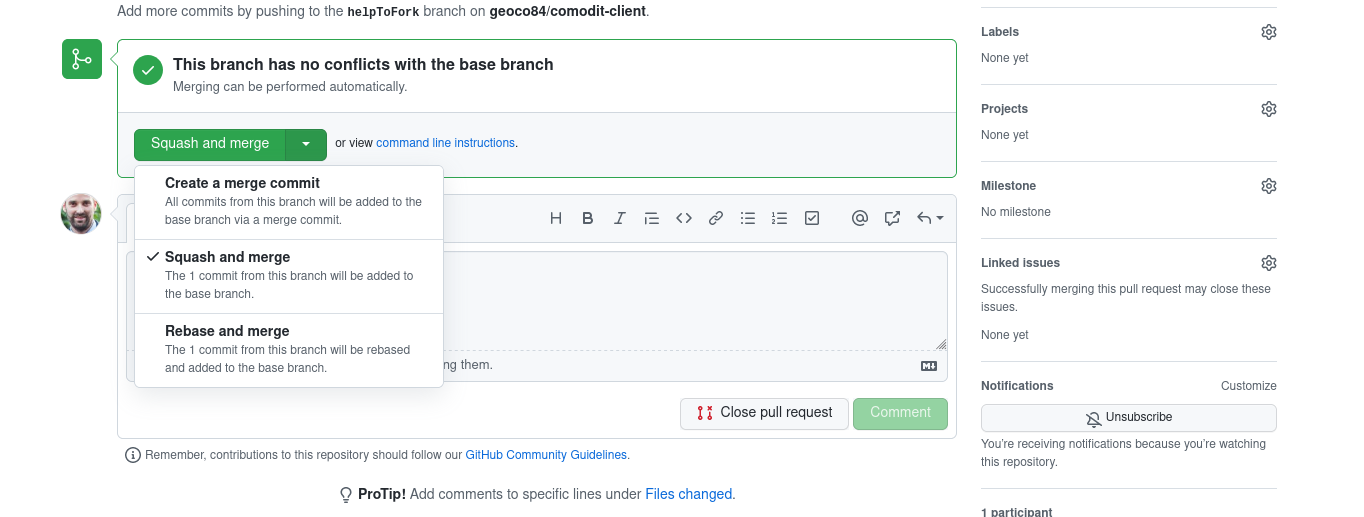 Add more commits by pushing to the helpToFork branch on geoco84/comodit-client.
This branch has no conflicts with the base branch
Merging can be performed automatically.
Squash and merge
or view command line instructions.
Create a merge commit
All commits from this branch will be added to the
base branch via a merge commit.
Squash and merge
The 1 commit from this branch will be added to
the base branch.
Rebase and merge
The 1 commit from this branch will be rebased
and added to the base branch.
ng them.
Close pull request
Comment
Remember, contributions to this repository should follow our GitHub Community Guidelines.
ProTip! Add comments to specific lines under Files changed.
Labels
None yet
Projects
None yet
Milestone
No milestone
Linked issues
Successfully merging this pull request may close these
issues.
None yet
Notifications
Customize
Unsubscribe
You're receiving notifications because you're watching
this repository.
1 participant